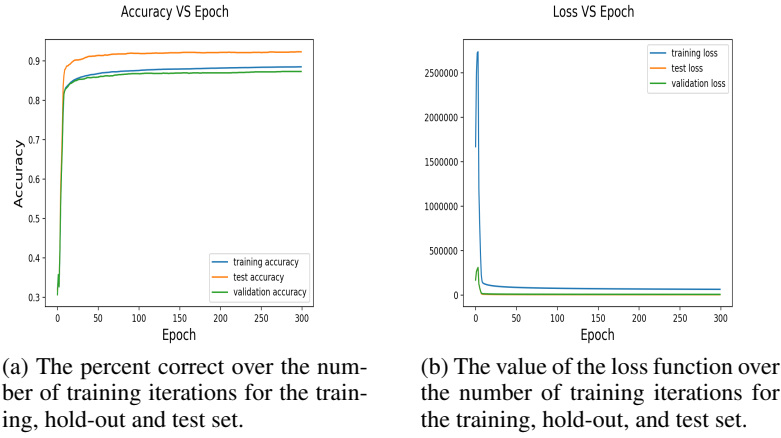 Accuracy VS Epoch
0.9
0.8
0.7
0.6
0.5
0.4
0.3
Accuracy
training accuracy
test accuracy
validation accuracy
0 50 100 150 200 250 300
Epoch
(a) The percent correct over the num-
ber of training iterations for the train-
ing, hold-out and test set.
Loss VS Epoch
2500000
2000000
1500000
1000000
500000
0
training loss
test loss
validation loss
0 50 100 150 200 250 300
Epoch
(b) The value of the loss function over
the number of training iterations for
the training, hold-out, and test set.